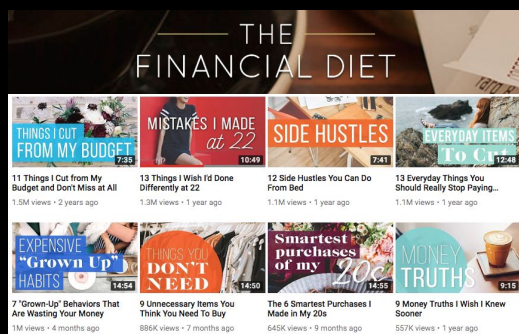 THE
FINANCIAL DIET
THINGS I CUT
FROM MY BUDGET
7:35
MISTAKES I MADE
at 22
10:49
SIDE HUSTLES
7:41
EVERYDAY ITEMS
To Cut
12:48
11 Things I Cut from My
Budget and Don't Miss at All
1.5M views • 2 years ago
13 Things I Wish I'd Done
Differently at 22
1.3M views • 1 year ago
12 Side Hustles You Can Do
From Bed
1.1M views • 1 year ago
13 Everyday Things You
Should Really Stop Paying...
1.1M views • 1 year ago
EXPENSIVE
"Grown Up"
HABITS
14:54
THINGS YOU
DON'T
NEED
14:50
Smartest
purchases
of my
20s
14:55
MONEY
TRUTHS
9:15
7 "Grown-Up" Behaviors That
Are Wasting Your Money
1M views • 4 months ago
9 Unnecessary Items You
Think You Need To Buy
886K views • 7 months ago
The 6 Smartest Purchases I
Made in My 20s
645K views • 9 months ago
9 Money Truths I Wish I Knew
Sooner
557K views • 1 year ago